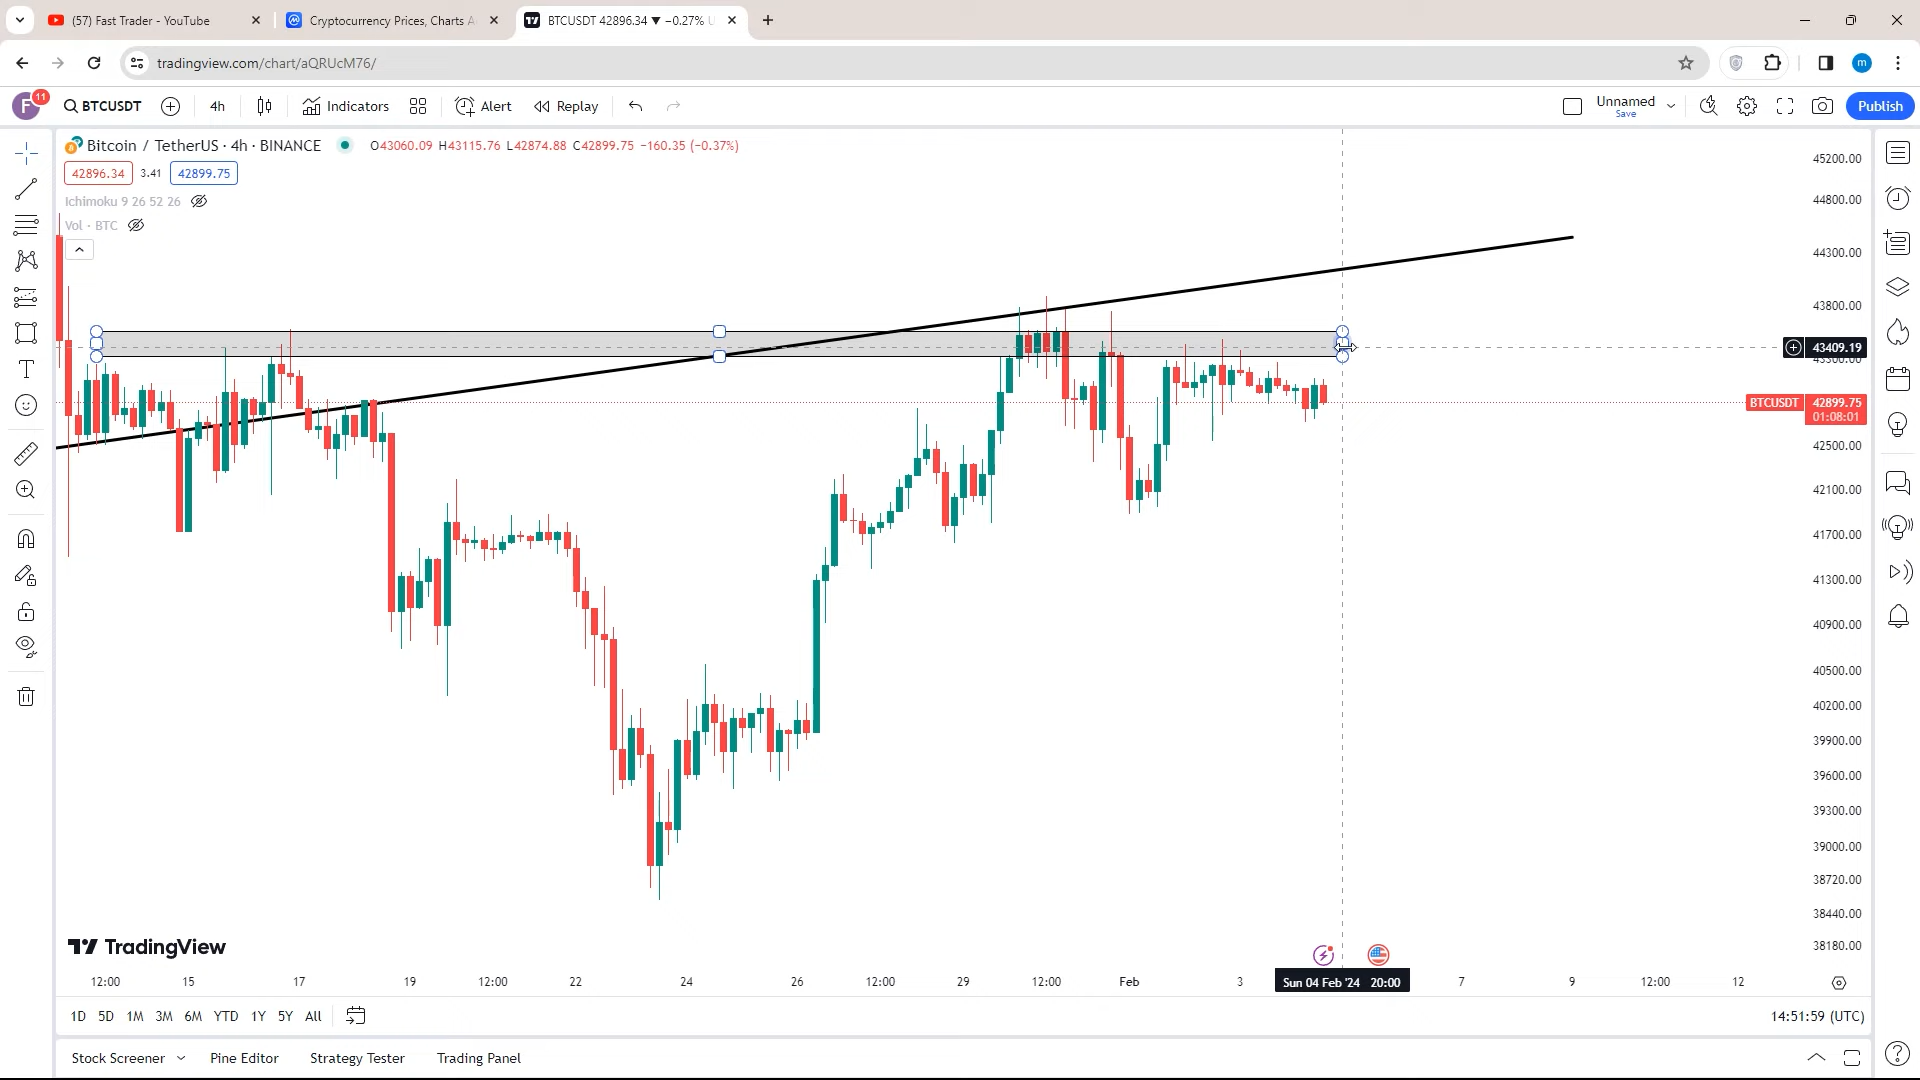 (57) Fast Trader - YouTube
Cryptocurrency Prices, Charts A
BTCUSDT 42896.34 ▼ −0.27% U
tradingview.com/chart/aQRUcM76/
m
F 11 BTCUSDT 4h Indicators Alert Replay
Unnamed
Save
Publish
Bitcoin / TetherUS · 4h · BINANCE O43060.09 H43115.76 L42874.88 C42899.75 −160.35 (−0.37%)
42896.34 3.41 42899.75
Ichimoku 9 26 52 26
Vol · BTC
45200.00
44800.00
44300.00
43800.00
43409.19
43300.00
BTCUSDT 42899.75
01:08:01
42500.00
42100.00
41700.00
41300.00
40900.00
40500.00
40200.00
39900.00
39600.00
39300.00
39000.00
38720.00
38440.00
38180.00
TradingView
12:00 15 17 19 12:00 22 24 26 12:00 29 12:00 Feb 3 Sun 04 Feb '24 20:00 7 9 12:00 12
1D 5D 1M 3M 6M YTD 1Y 5Y All
14:51:59 (UTC)
Stock Screener Pine Editor Strategy Tester Trading Panel